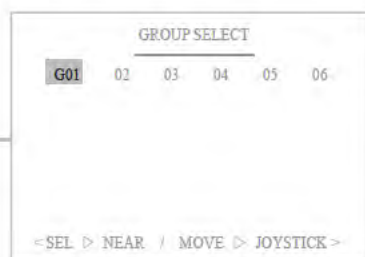 GROUP SELECT
G01 02 03 04 05 06
<SEL ▷ NEAR / MOVE ▷ JOYSTICK >